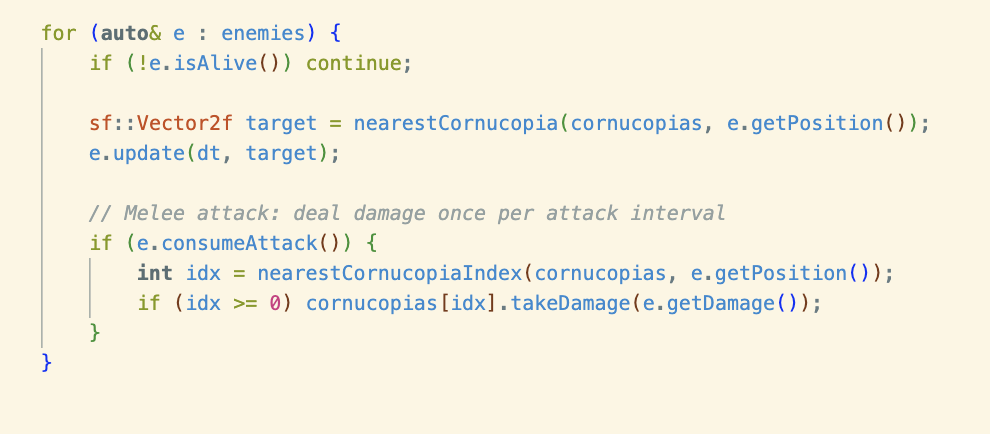 for (auto& e : enemies) {
    if (!e.isAlive()) continue;

    sf::Vector2f target = nearestCornucopia(cornucopias, e.getPosition());
    e.update(dt, target);

    // Melee attack: deal damage once per attack interval
    if (e.consumeAttack()) {
        int idx = nearestCornucopiaIndex(cornucopias, e.getPosition());
        if (idx >= 0) cornucopias[idx].takeDamage(e.getDamage());
    }
}